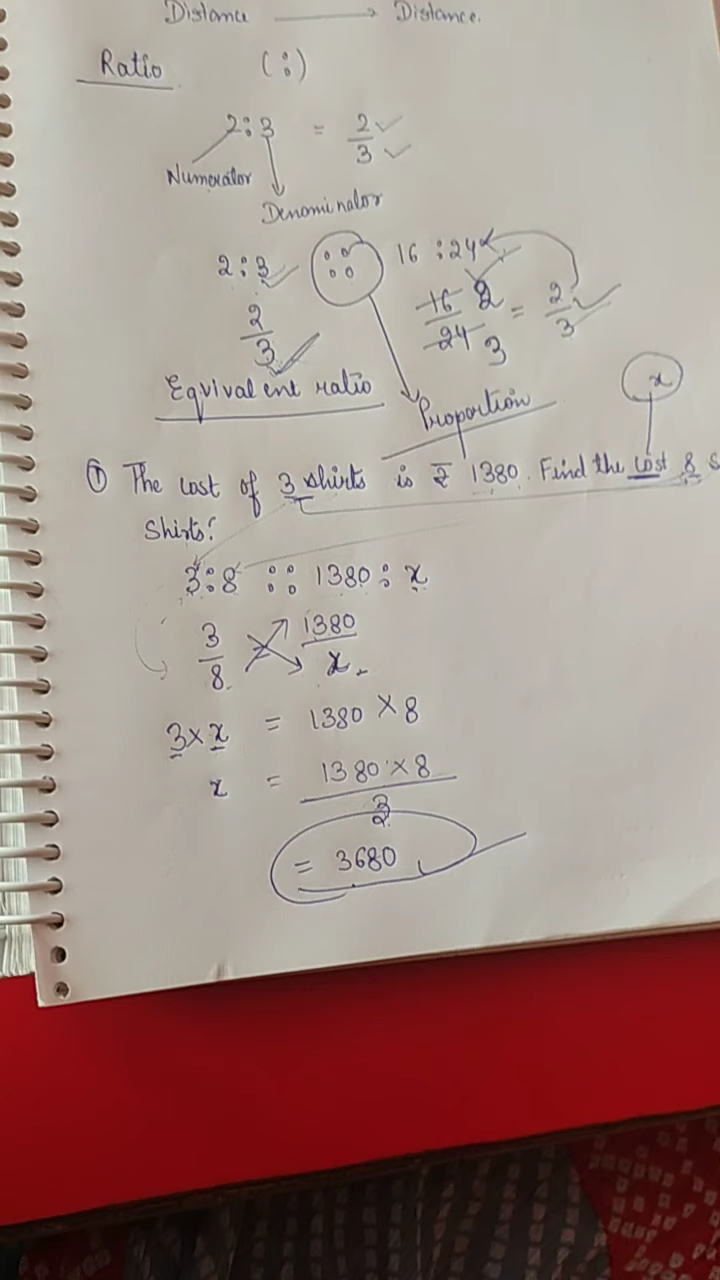 Distance ⟶ Distance.
Ratio (:)
2:3 = 2/3
Numerator
Denominator
2:3 :: 16:24
2/3 16/24 2/3 = 2/3
Equivalent ratio
Proportion
x
① The cost of 3 shirts is ₹ 1380. Find the cost 8 s
Shirts?
3:8 :: 1380 : x
3/8 1380/x
3 × x = 1380 × 8
x = 1380 × 8 / 3
= 3680